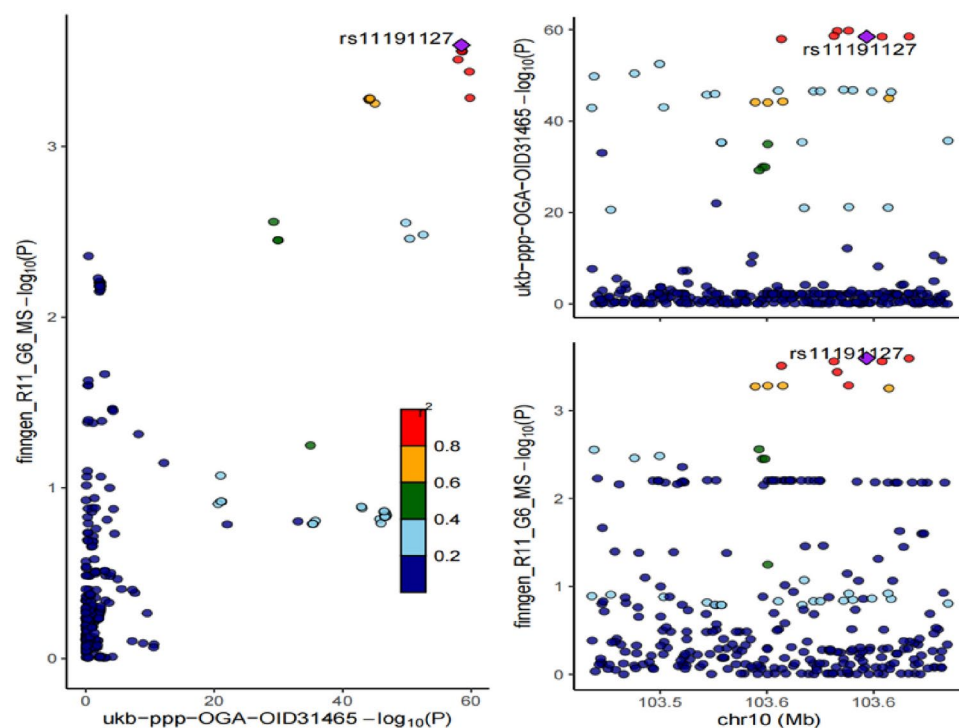 rs11191127
3
2
1
0
finngen_R11_G6_MS −log10(P)
r2
0.8
0.6
0.4
0.2
0
20
40
60
ukb−ppp−OGA−OID31465 −log10(P)
60
40
20
0
ukb−ppp−OGA−OID31465 −log10(P)
rs11191127
3
2
1
0
finngen_R11_G6_MS −log10(P)
rs11191127
103.5
103.6
103.6
chr10 (Mb)